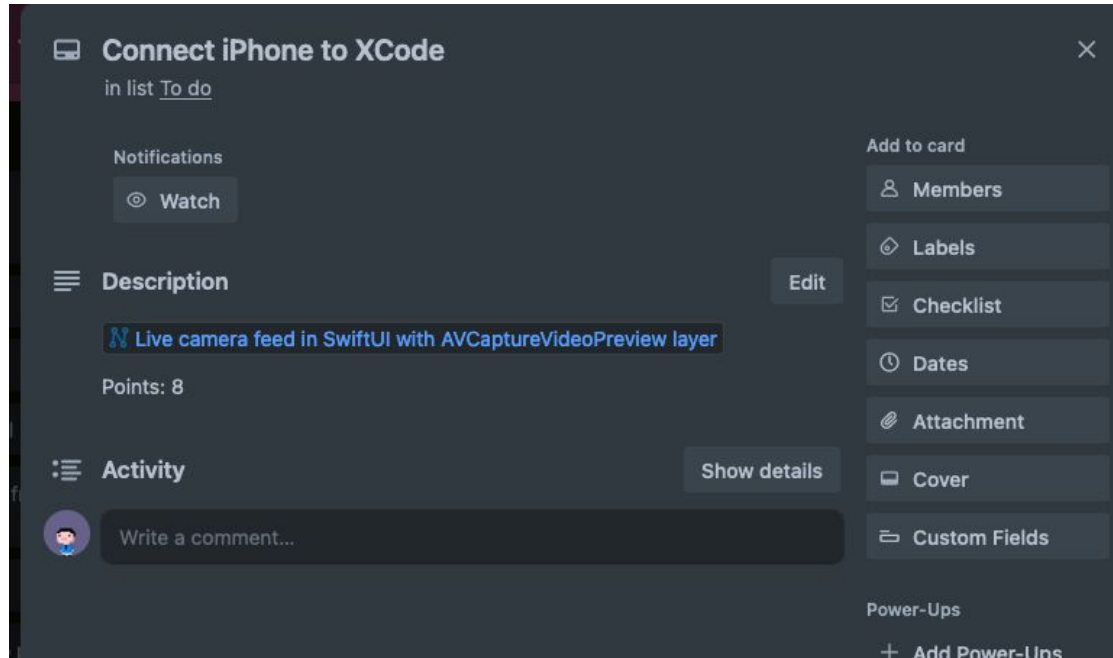 Connect iPhone to XCode
in list To do
Notifications
Watch
Description
Edit
Live camera feed in SwiftUI with AVCaptureVideoPreview layer
Points: 8
Activity
Show details
Write a comment...
Add to card
Members
Labels
Checklist
Dates
Attachment
Cover
Custom Fields
Power-Ups
Add Power-Ups